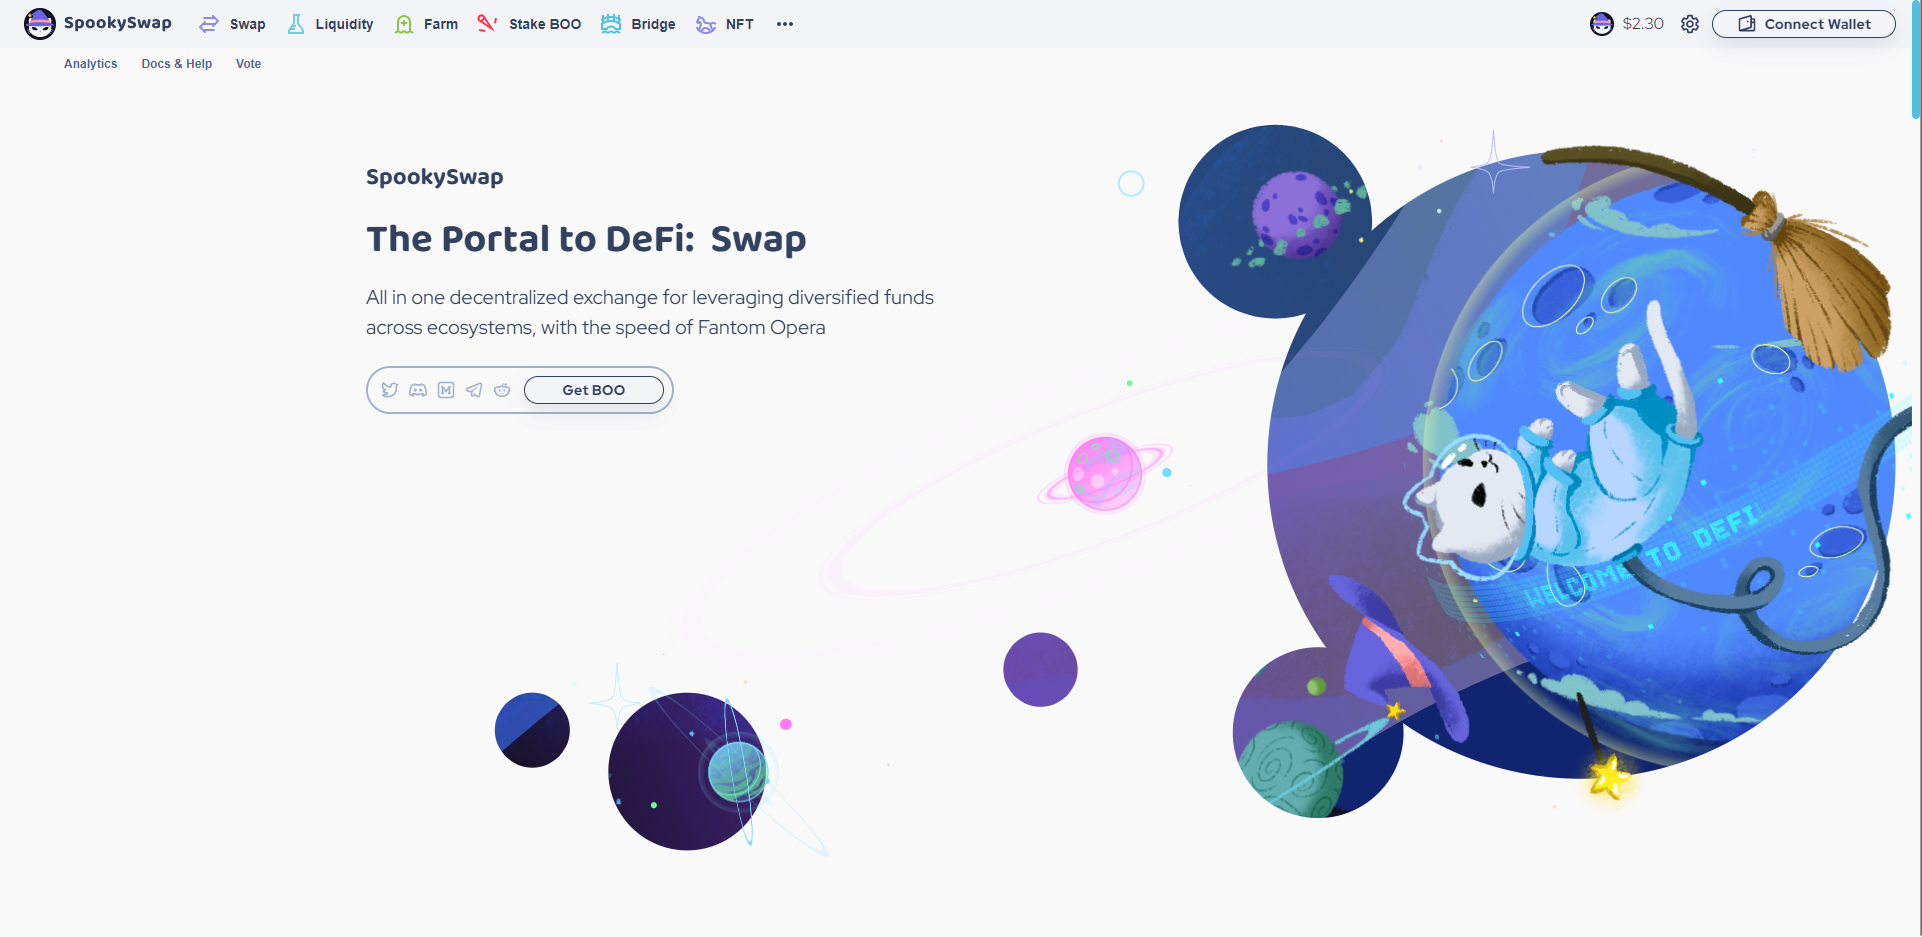 SpookySwap
Swap
Liquidity
Farm
Stake BOO
Bridge
NFT
$2.30
Connect Wallet
Analytics
Docs & Help
Vote
SpookySwap
The Portal to DeFi: Swap
All in one decentralized exchange for leveraging diversified funds
across ecosystems, with the speed of Fantom Opera
Get BOO
WELCOME TO DEFI